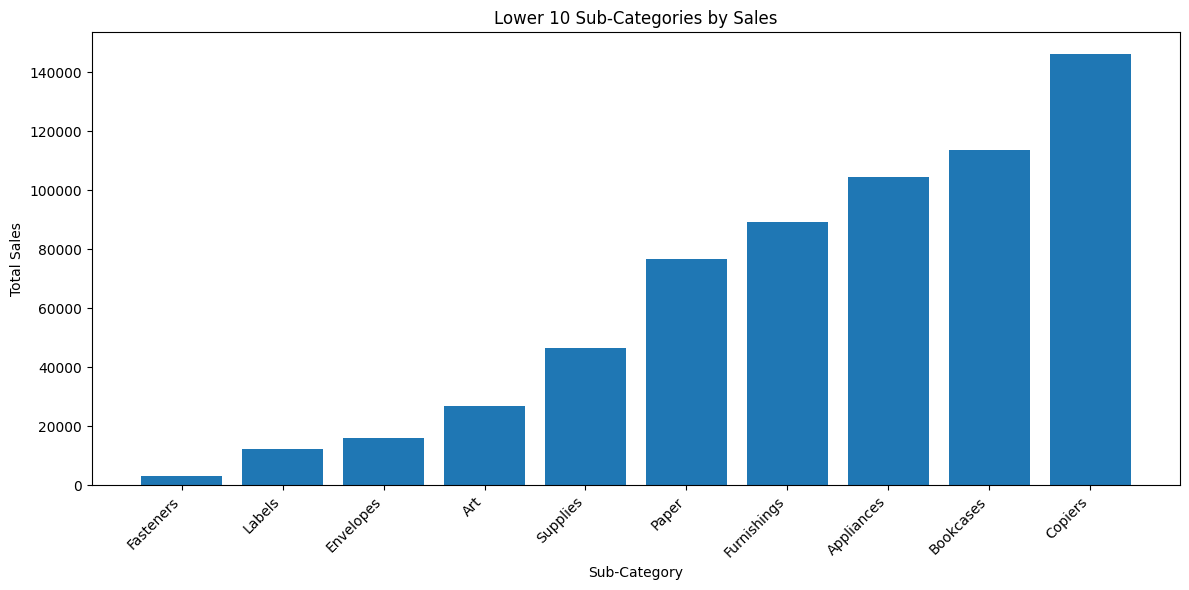 Lower 10 Sub-Categories by Sales
Total Sales
140000
120000
100000
80000
60000
40000
20000
0
Fasteners
Labels
Envelopes
Art
Supplies
Paper
Furnishings
Appliances
Bookcases
Copiers
Sub-Category